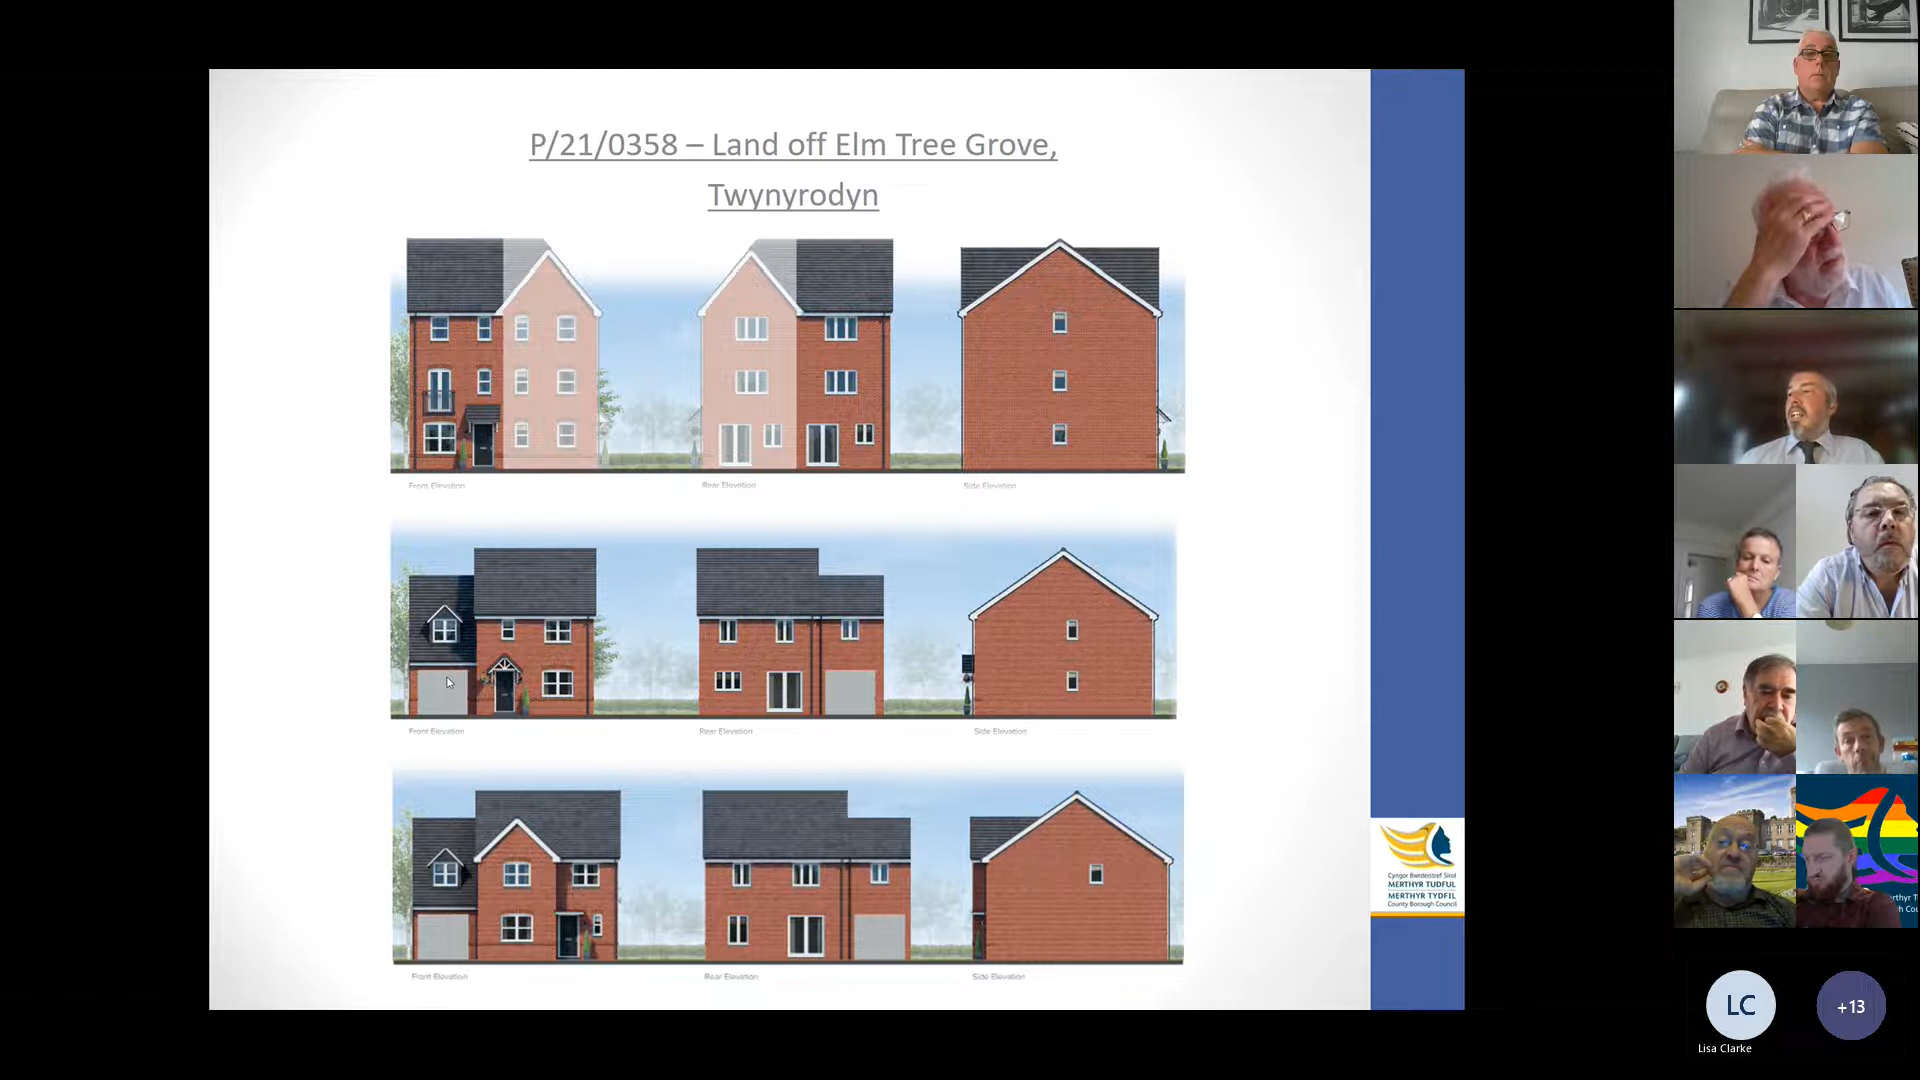 P/21/0358 – Land off Elm Tree Grove,
Twynyrodyn
Front Elevation
Rear Elevation
Side Elevation
Front Elevation
Rear Elevation
Side Elevation
Front Elevation
Rear Elevation
Side Elevation
Cyngor Bwrdeistref Sirol
MERTHYR TUDFUL
MERTHYR TYDFIL
County Borough Council
LC
+13
Lisa Clarke